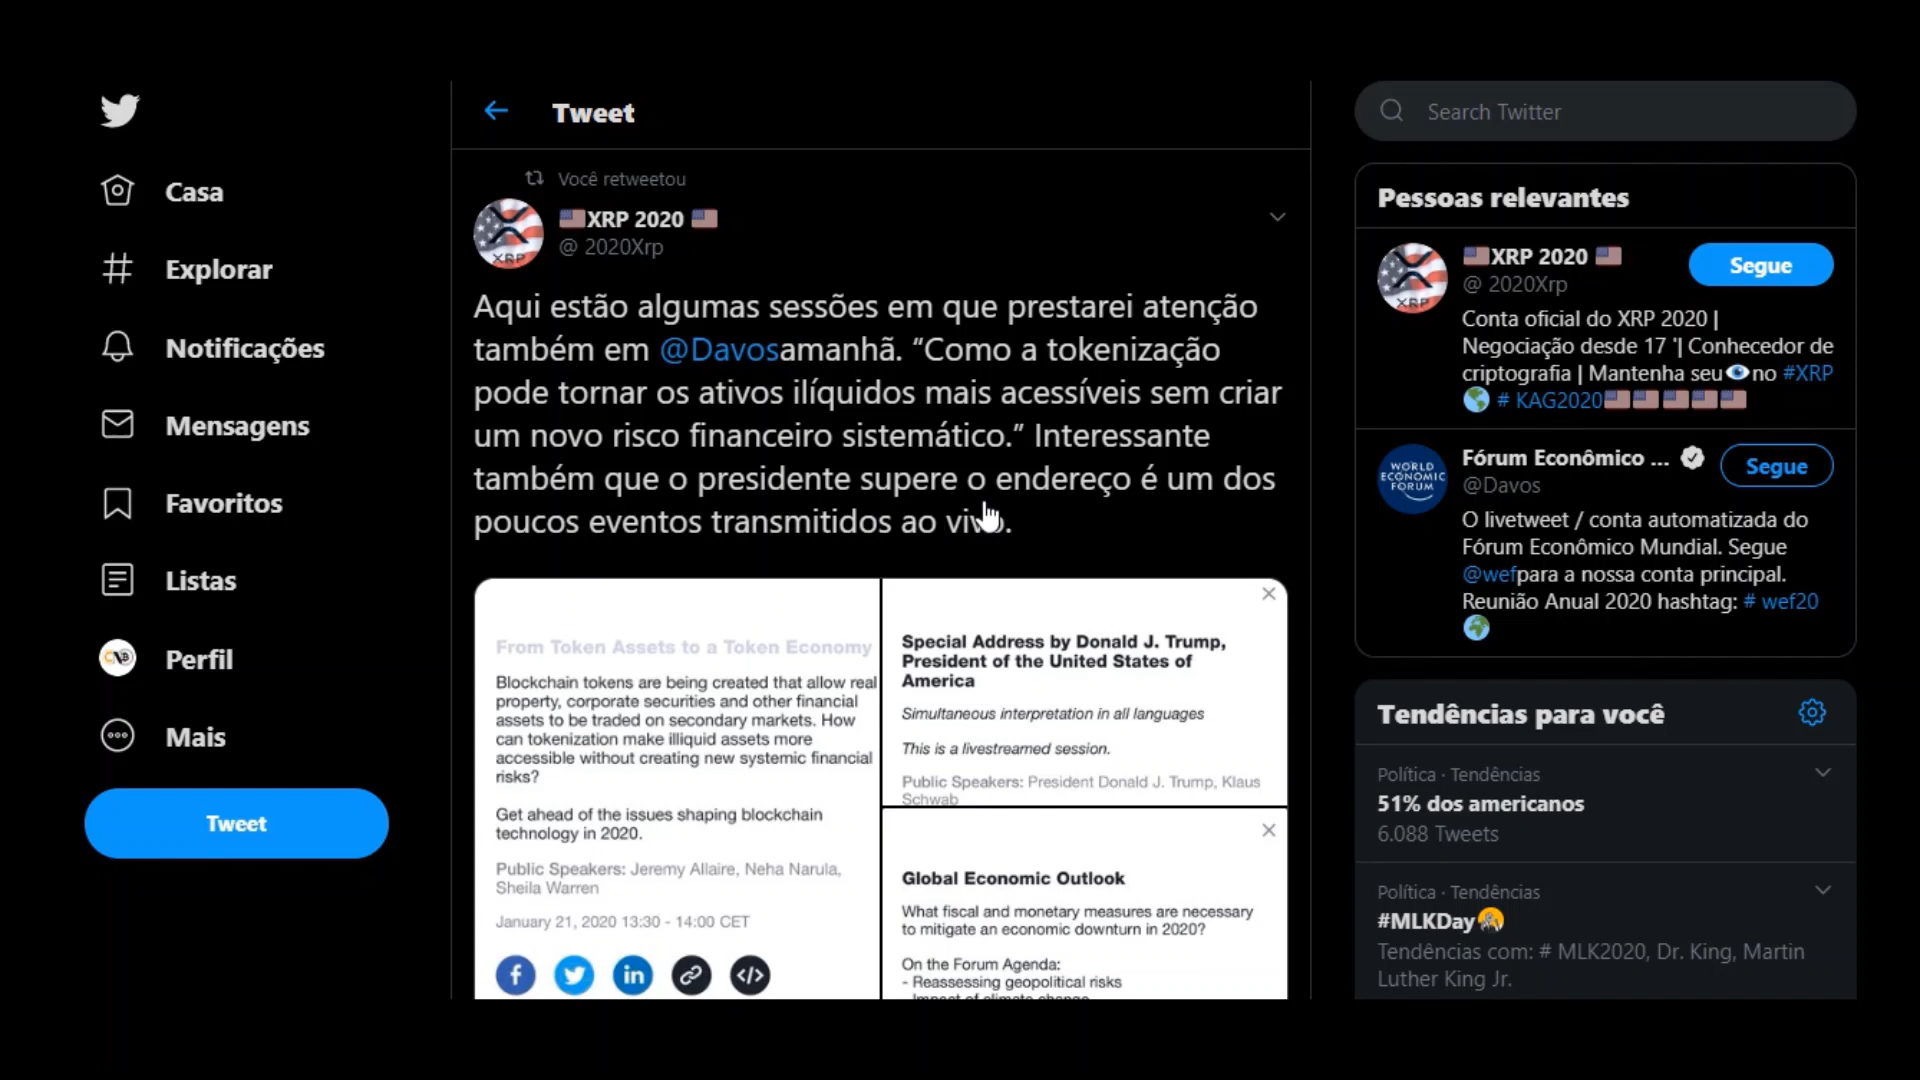 Casa
Explorar
Notificações
Mensagens
Favoritos
Listas
Perfil
Mais
Tweet
Tweet
Você retweetou
XRP 2020
@ 2020Xrp
Aqui estão algumas sessões em que prestarei atenção
também em @Davosamanhã. “Como a tokenização
pode tornar os ativos ilíquidos mais acessíveis sem criar
um novo risco financeiro sistemático.” Interessante
também que o presidente supere o endereço é um dos
poucos eventos transmitidos ao vivo.
From Token Assets to a Token Economy
Blockchain tokens are being created that allow real
property, corporate securities and other financial
assets to be traded on secondary markets. How
can tokenization make illiquid assets more
accessible without creating new systemic financial
risks?
Get ahead of the issues shaping blockchain
technology in 2020.
Public Speakers: Jeremy Allaire, Neha Narula,
Sheila Warren
January 21, 2020 13:30 - 14:00 CET
Special Address by Donald J. Trump,
President of the United States of
America
Simultaneous interpretation in all languages
This is a livestreamed session.
Public Speakers: President Donald J. Trump, Klaus
Schwab
Global Economic Outlook
What fiscal and monetary measures are necessary
to mitigate an economic downturn in 2020?
On the Forum Agenda:
- Reassessing geopolitical risks
- Impact of climate change
Search Twitter
Pessoas relevantes
XRP 2020
@ 2020Xrp
Segue
Conta oficial do XRP 2020 |
Negociação desde 17 '| Conhecedor de
criptografia | Mantenha seu👁no #XRP
# KAG2020
WORLD
ECONOMIC
FORUM
Fórum Econômico ...
@Davos
Segue
O livetweet / conta automatizada do
Fórum Econômico Mundial. Segue
@wefpara a nossa conta principal.
Reunião Anual 2020 hashtag: # wef20
Tendências para você
Política · Tendências
51% dos americanos
6.088 Tweets
Política · Tendências
#MLKDay
Tendências com: # MLK2020, Dr. King, Martin
Luther King Jr.